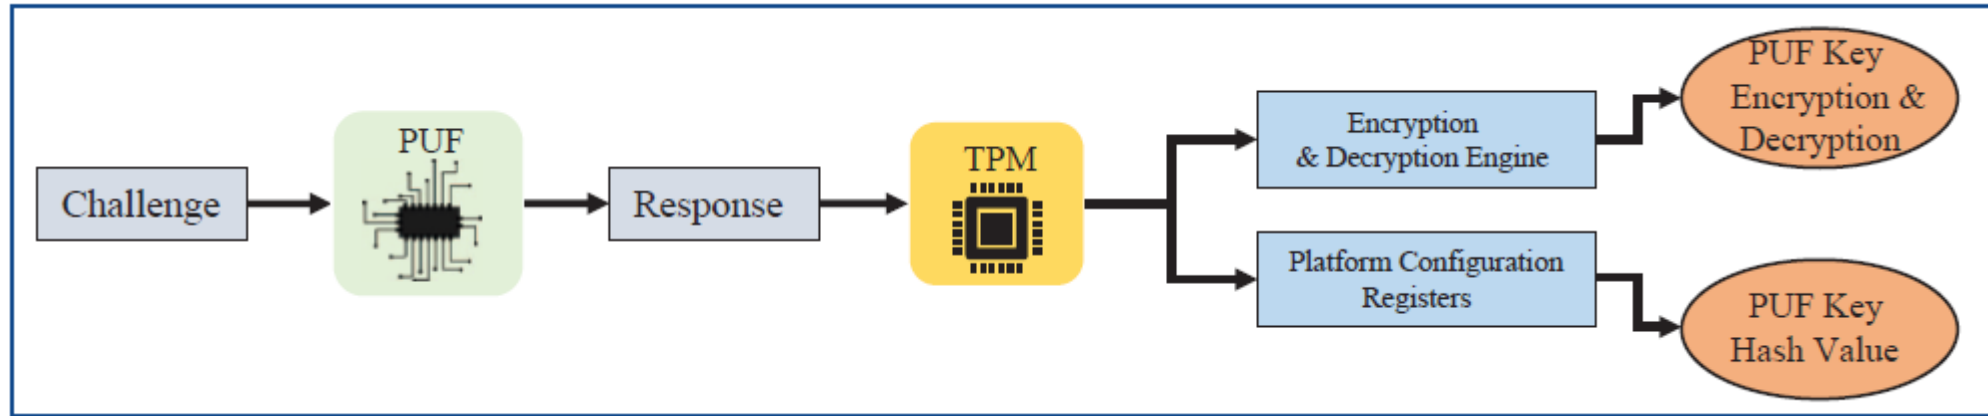 Challenge
PUF
Response
TPM
Encryption
& Decryption Engine
Platform Configuration
Registers
PUF Key
Encryption &
Decryption
PUF Key
Hash Value